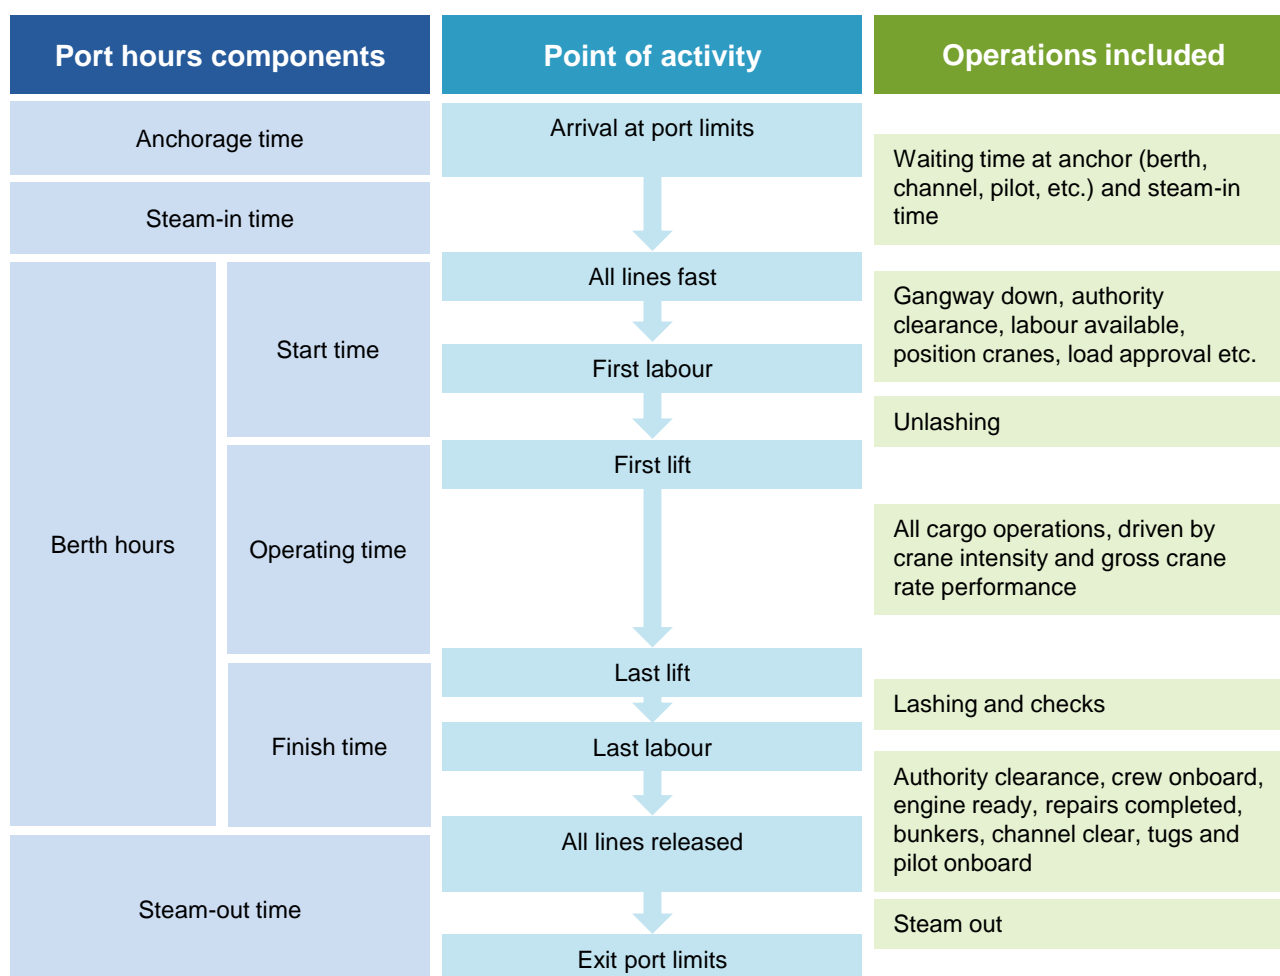 Port hours components
Point of activity
Operations included
Anchorage time
Steam-in time
Berth hours
Start time
Operating time
Finish time
Steam-out time
Arrival at port limits
All lines fast
First labour
First lift
Last lift
Last labour
All lines released
Exit port limits
Waiting time at anchor (berth,
channel, pilot, etc.) and steam-in
time
Gangway down, authority
clearance, labour available,
position cranes, load approval etc.
Unlashing
All cargo operations, driven by
crane intensity and gross crane
rate performance
Lashing and checks
Authority clearance, crew onboard,
engine ready, repairs completed,
bunkers, channel clear, tugs and
pilot onboard
Steam out